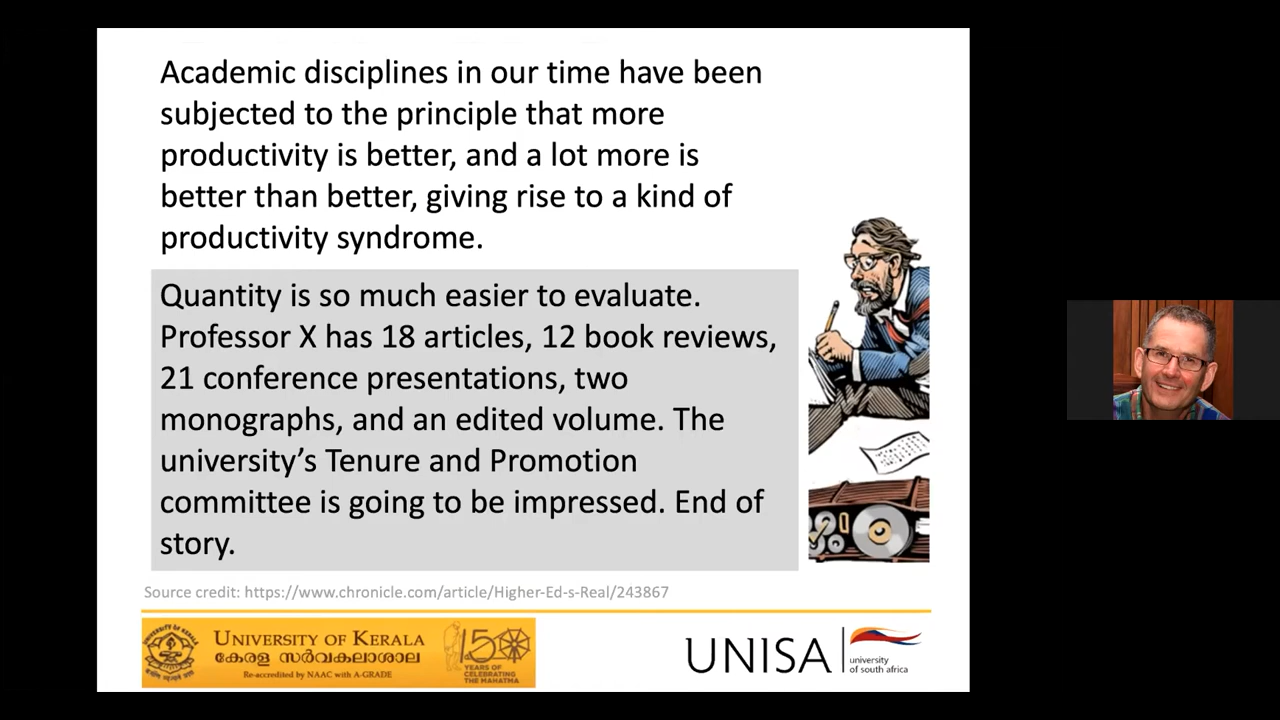 Academic disciplines in our time have been
subjected to the principle that more
productivity is better, and a lot more is
better than better, giving rise to a kind of
productivity syndrome.
Quantity is so much easier to evaluate.
Professor X has 18 articles, 12 book reviews,
21 conference presentations, two
monographs, and an edited volume. The
university’s Tenure and Promotion
committee is going to be impressed. End of
story.
Source credit: https://www.chronicle.com/article/Higher-Ed-s-Real/243867
UNIVERSITY OF KERALA
കേരള സർവകലാശാല
Re-accredited by NAAC with A-GRADE
150
YEARS OF
CELEBRATING
THE MAHATMA
UNISA
university
of south africa